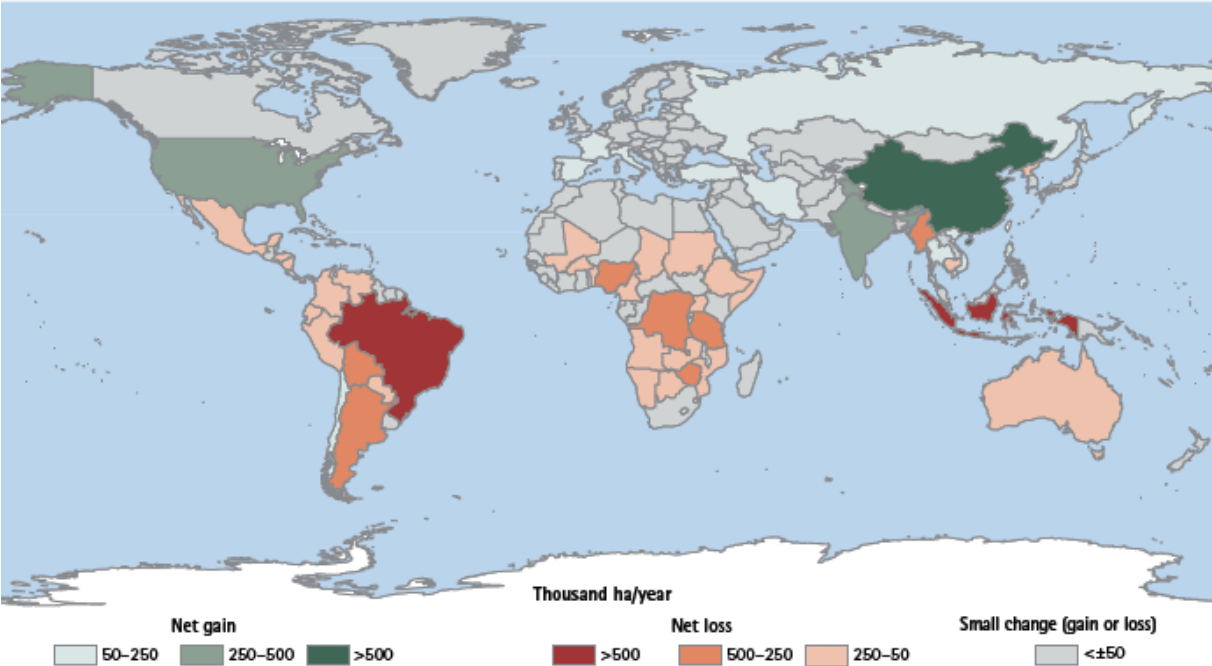 Thousand ha/year
Net gain
Net loss
Small change (gain or loss)
50–250
250–500
>500
>500
500–250
250–50
<±50